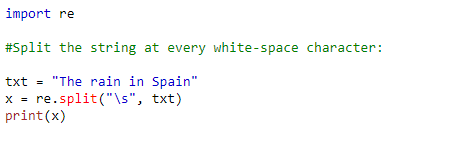 import re
#Split the string at every white-space character:
txt = "The rain in Spain"
x = re.split("\s", txt)
print(x)